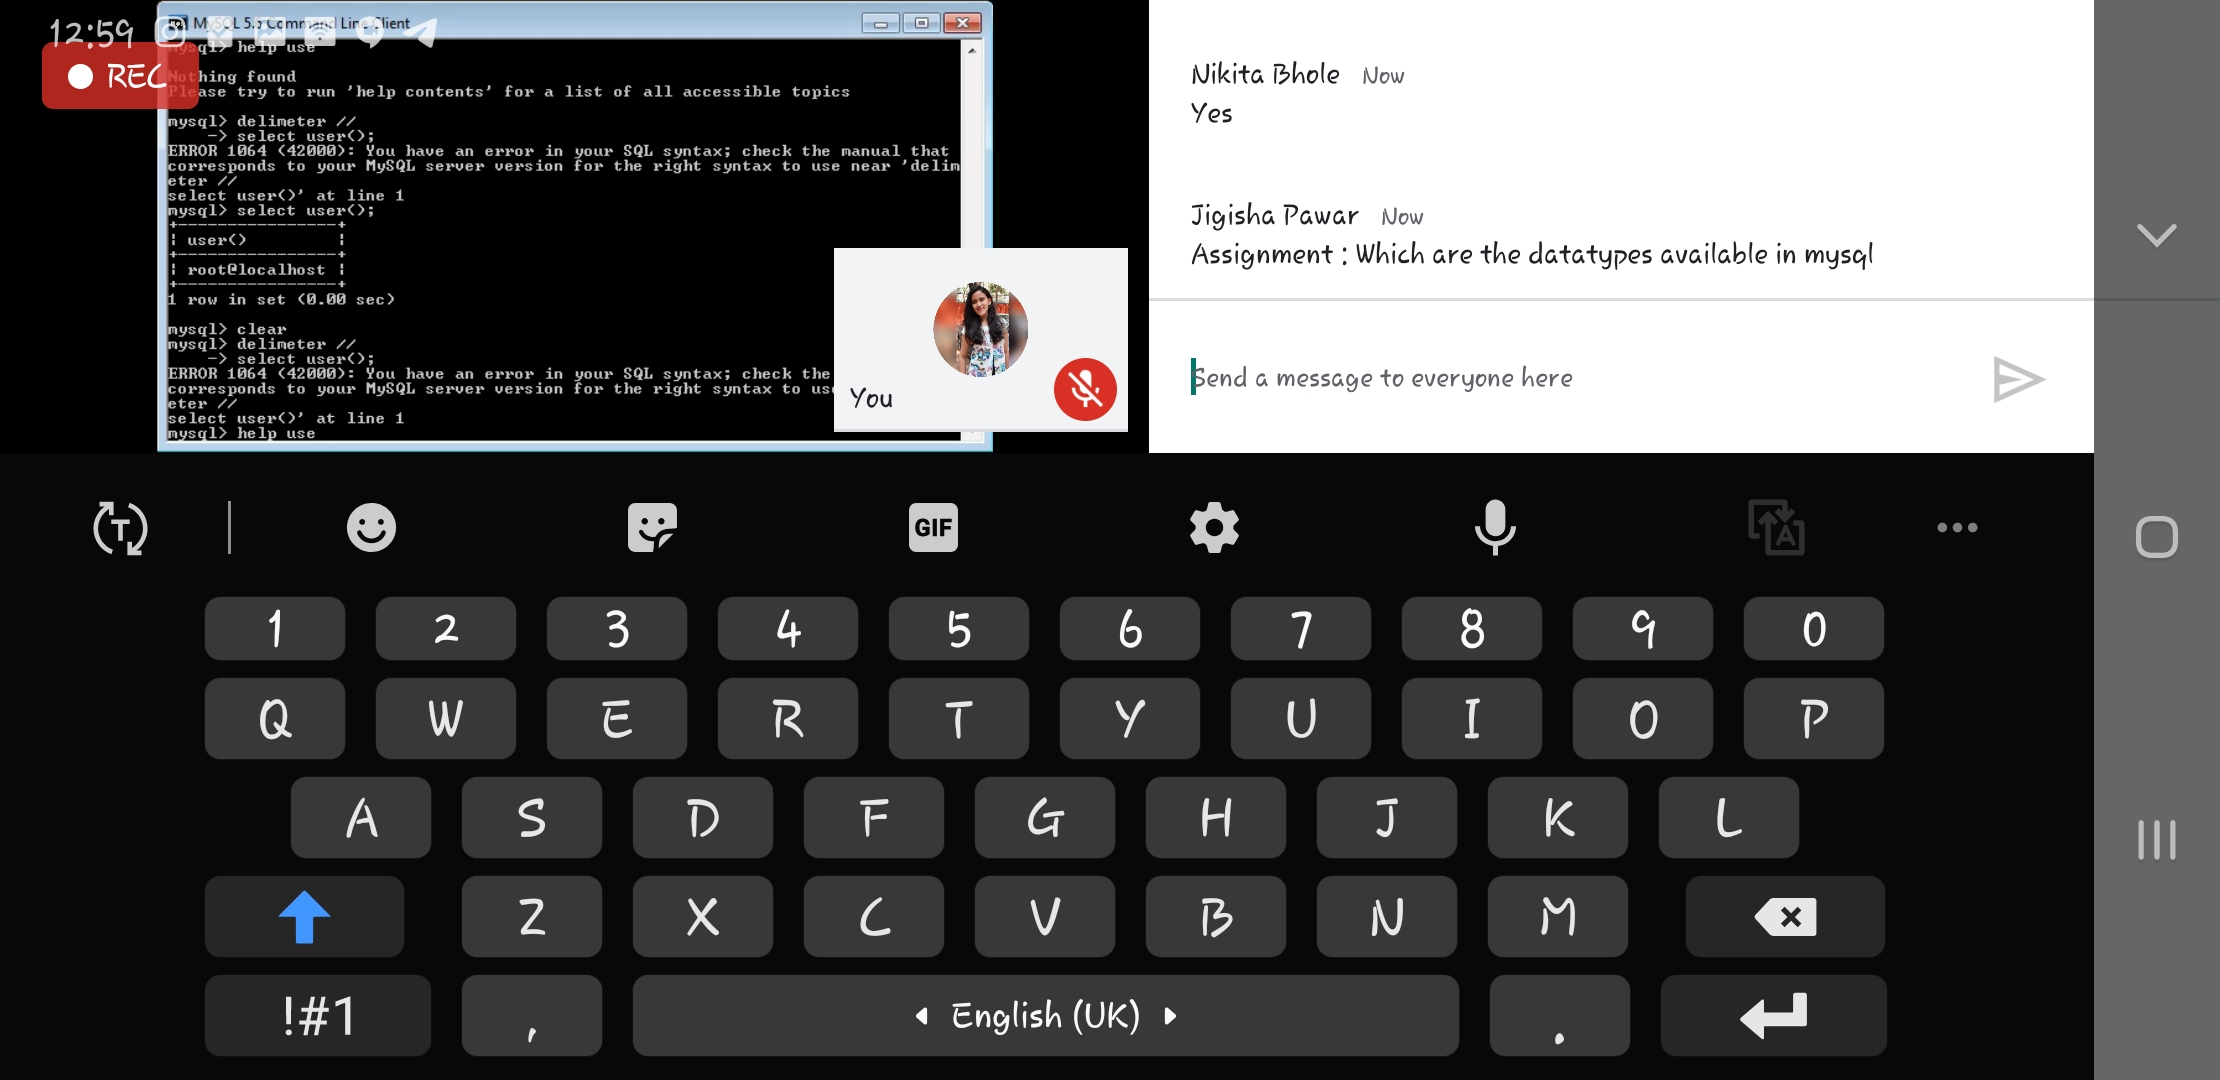 12:59
REC
MySQL 5.5 Command Line Client
mysql> help use
Nothing found
Please try to run 'help contents' for a list of all accessible topics
mysql> delimeter //
-> select user();
ERROR 1064 (42000): You have an error in your SQL syntax; check the manual that
corresponds to your MySQL server version for the right syntax to use near 'delim
eter //
select user()' at line 1
mysql> select user();
+----------------+
| user()         |
+----------------+
| root@localhost |
+----------------+
1 row in set (0.00 sec)
mysql> clear
mysql> delimeter //
-> select user();
ERROR 1064 (42000): You have an error in your SQL syntax; check the
corresponds to your MySQL server version for the right syntax to us
eter //
select user()' at line 1
mysql> help use
You
Nikita Bhole Now
Yes
Jigisha Pawar Now
Assignment : Which are the datatypes available in mysql
Send a message to everyone here
T
GIF
A
1 2 3 4 5 6 7 8 9 0
Q W E R T Y U I O P
A S D F G H J K L
Z X C V B N M
!#1 , English (UK) .